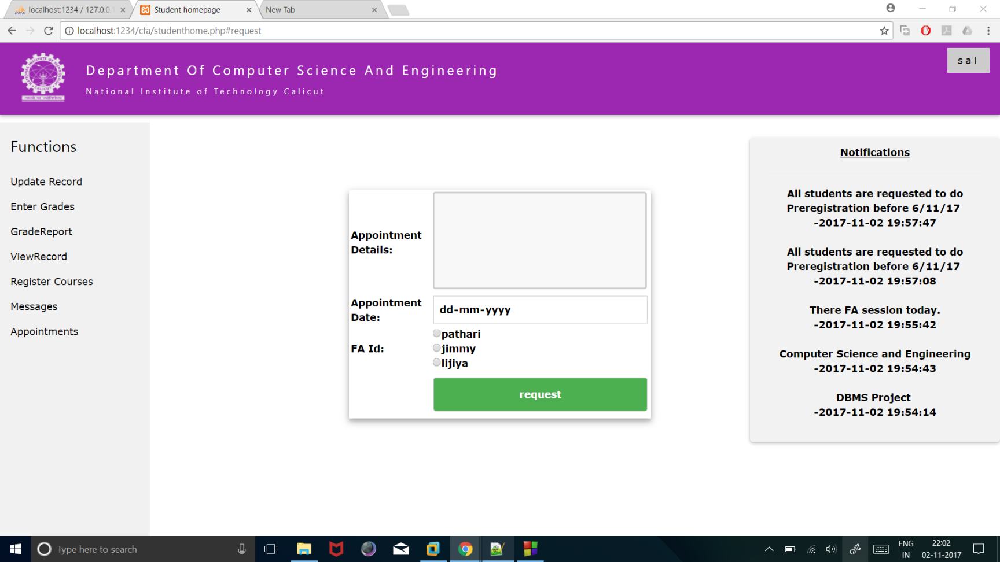 localhost:1234 / 127.0.0.1
Student homepage
New Tab
localhost:1234/cfa/studenthome.php#request
Department Of Computer Science And Engineering
National Institute of Technology Calicut
sai
Functions
Update Record
Enter Grades
GradeReport
ViewRecord
Register Courses
Messages
Appointments
Appointment
Details:
Appointment
Date:
dd-mm-yyyy
FA Id:
pathari
jimmy
lijiya
request
Notifications
All students are requested to do
Preregistration before 6/11/17
-2017-11-02 19:57:47
All students are requested to do
Preregistration before 6/11/17
-2017-11-02 19:57:08
There FA session today.
-2017-11-02 19:55:42
Computer Science and Engineering
-2017-11-02 19:54:43
DBMS Project
-2017-11-02 19:54:14
Type here to search
ENG
IN
22:02
02-11-2017